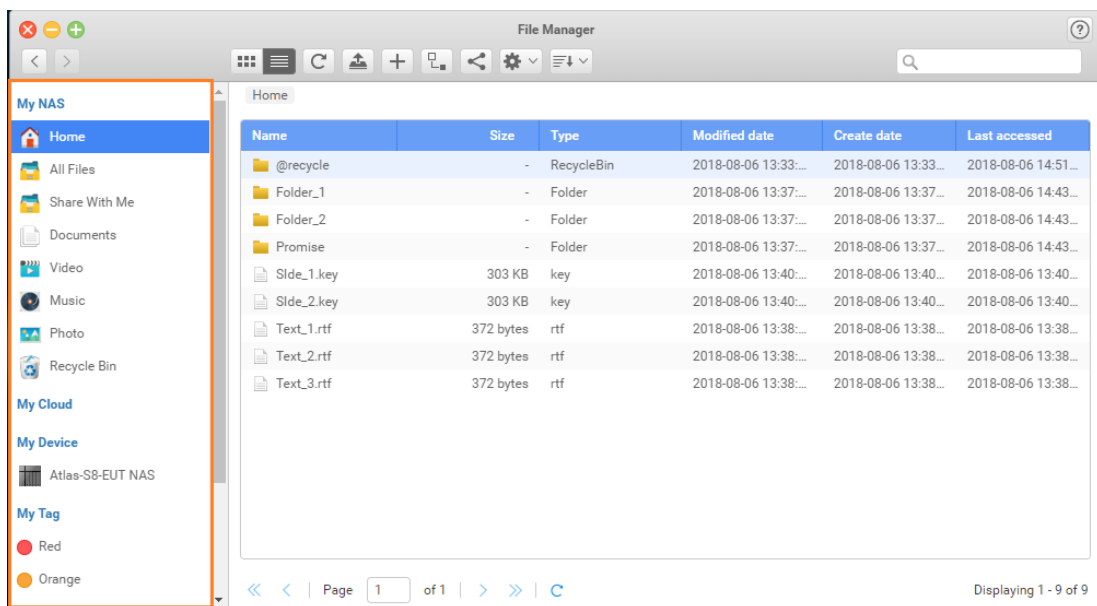 File Manager
?
My NAS
Home
All Files
Share With Me
Documents
Video
Music
Photo
Recycle Bin
My Cloud
My Device
Atlas-S8-EUT NAS
My Tag
Red
Orange
Home
Name Size Type Modified date Create date Last accessed
@recycle - RecycleBin 2018-08-06 13:33:... 2018-08-06 13:33... 2018-08-06 14:51...
Folder_1 - Folder 2018-08-06 13:37:... 2018-08-06 13:37... 2018-08-06 14:43...
Folder_2 - Folder 2018-08-06 13:37:... 2018-08-06 13:37... 2018-08-06 14:43...
Promise - Folder 2018-08-06 13:37:... 2018-08-06 13:37... 2018-08-06 14:43...
SIde_1.key 303 KB key 2018-08-06 13:40:... 2018-08-06 13:40... 2018-08-06 13:40...
SIde_2.key 303 KB key 2018-08-06 13:40:... 2018-08-06 13:40... 2018-08-06 13:40...
Text_1.rtf 372 bytes rtf 2018-08-06 13:38:... 2018-08-06 13:38... 2018-08-06 13:38...
Text_2.rtf 372 bytes rtf 2018-08-06 13:38:... 2018-08-06 13:38... 2018-08-06 13:38...
Text_3.rtf 372 bytes rtf 2018-08-06 13:38:... 2018-08-06 13:38... 2018-08-06 13:38...
Page 1 of 1 Displaying 1 - 9 of 9